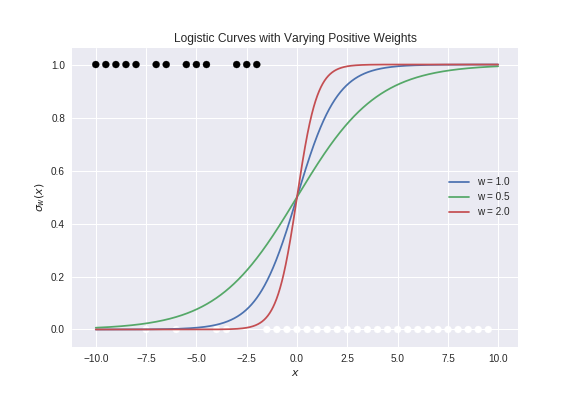 Logistic Curves with Varying Positive Weights
1.0
0.8
0.6
0.4
0.2
0.0
σw(x)
w = 1.0
w = 0.5
w = 2.0
−10.0 −7.5 −5.0 −2.5 0.0 2.5 5.0 7.5 10.0
x